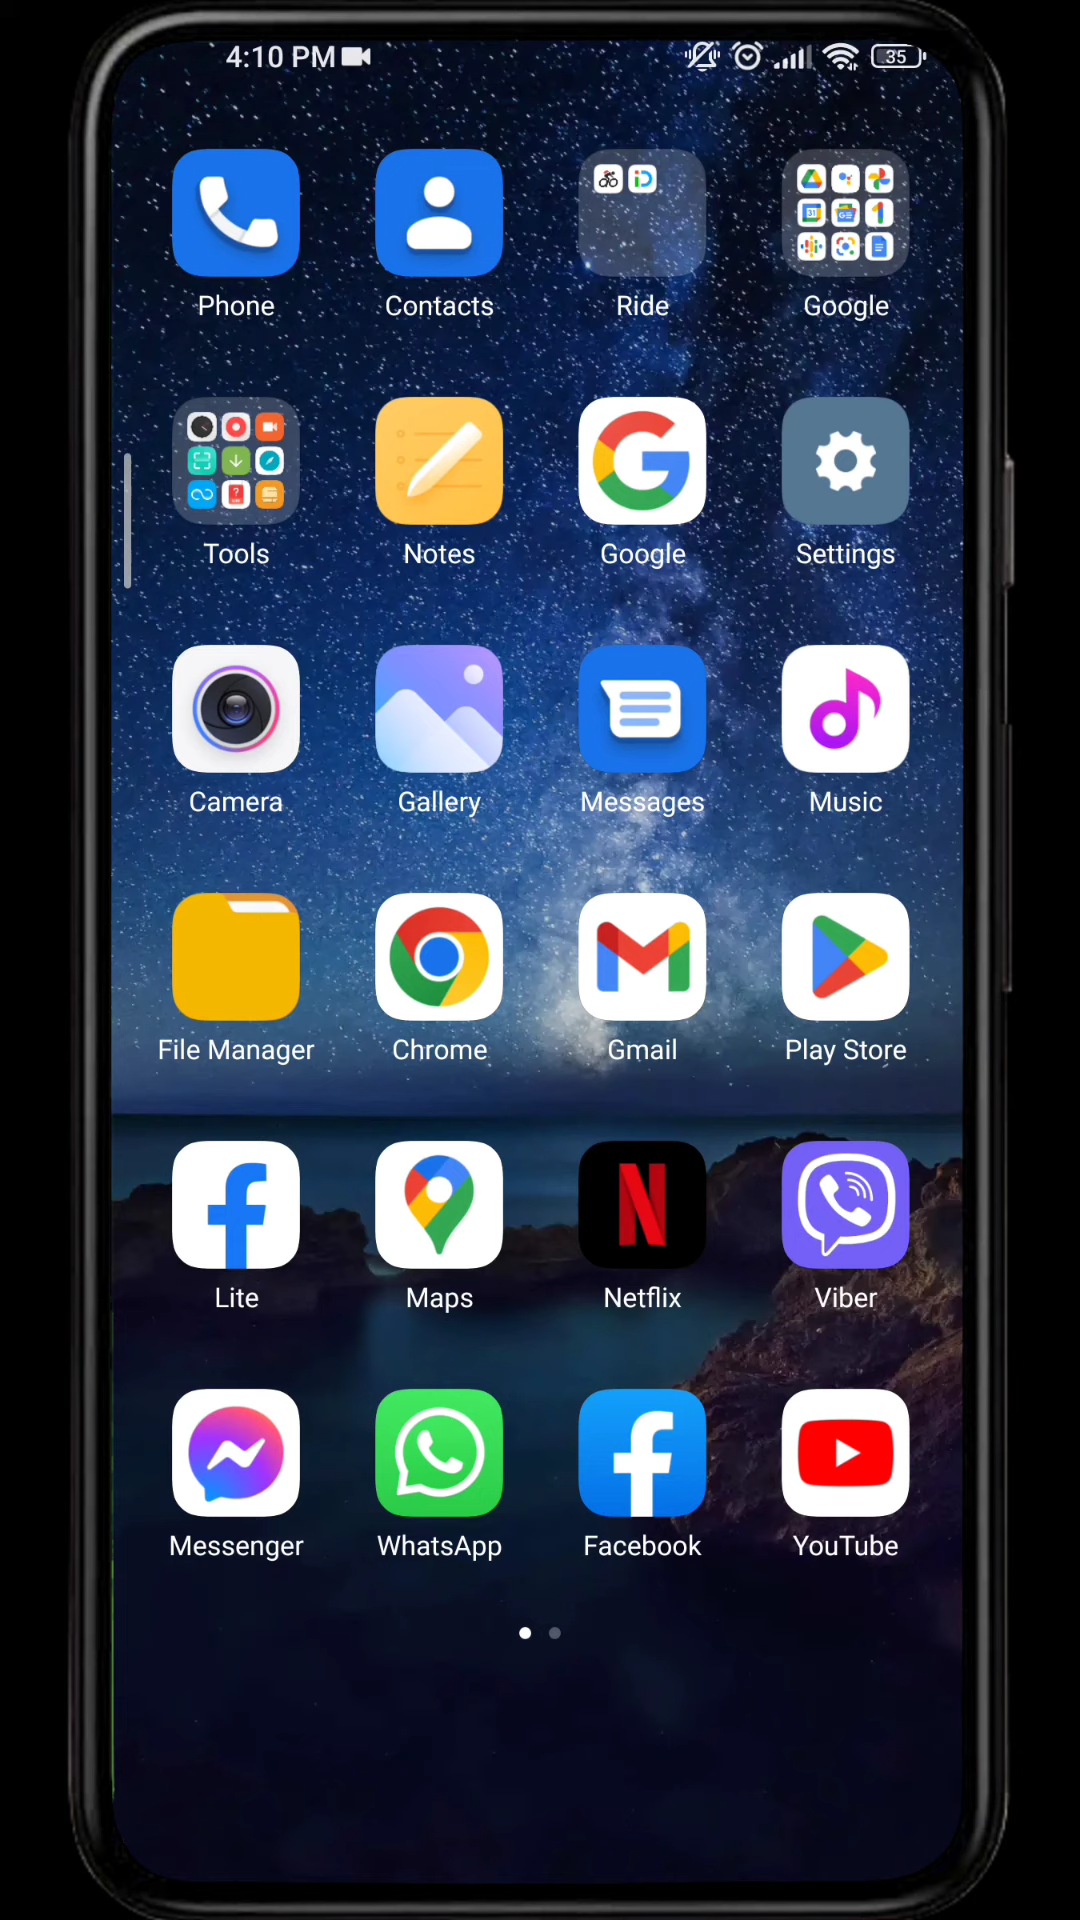 4:10 PM 35
Phone Contacts Ride Google
Tools Notes Google Settings
Camera Gallery Messages Music
File Manager Chrome Gmail Play Store
Lite Maps Netflix Viber
Messenger WhatsApp Facebook YouTube